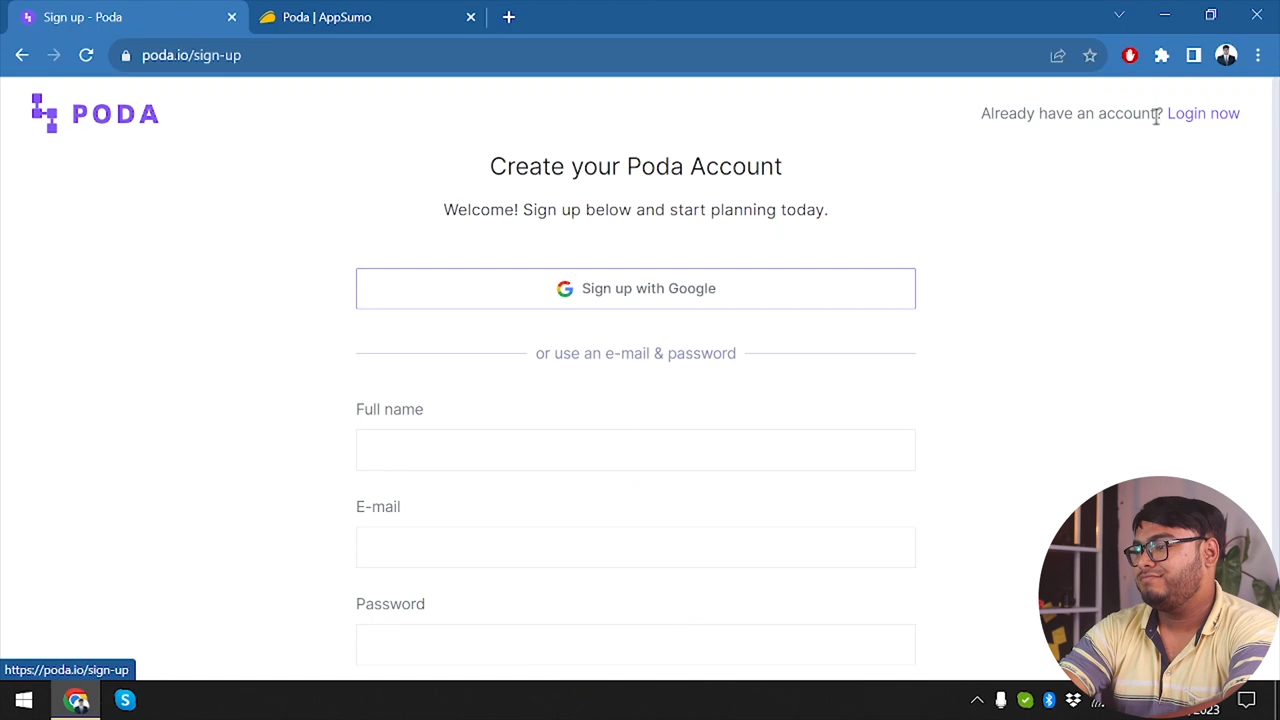 Sign up - Poda
Poda | AppSumo
poda.io/sign-up
PODA
Already have an account? Login now
Create your Poda Account
Welcome! Sign up below and start planning today.
Sign up with Google
or use an e-mail & password
Full name
E-mail
Password
https://poda.io/sign-up
2023